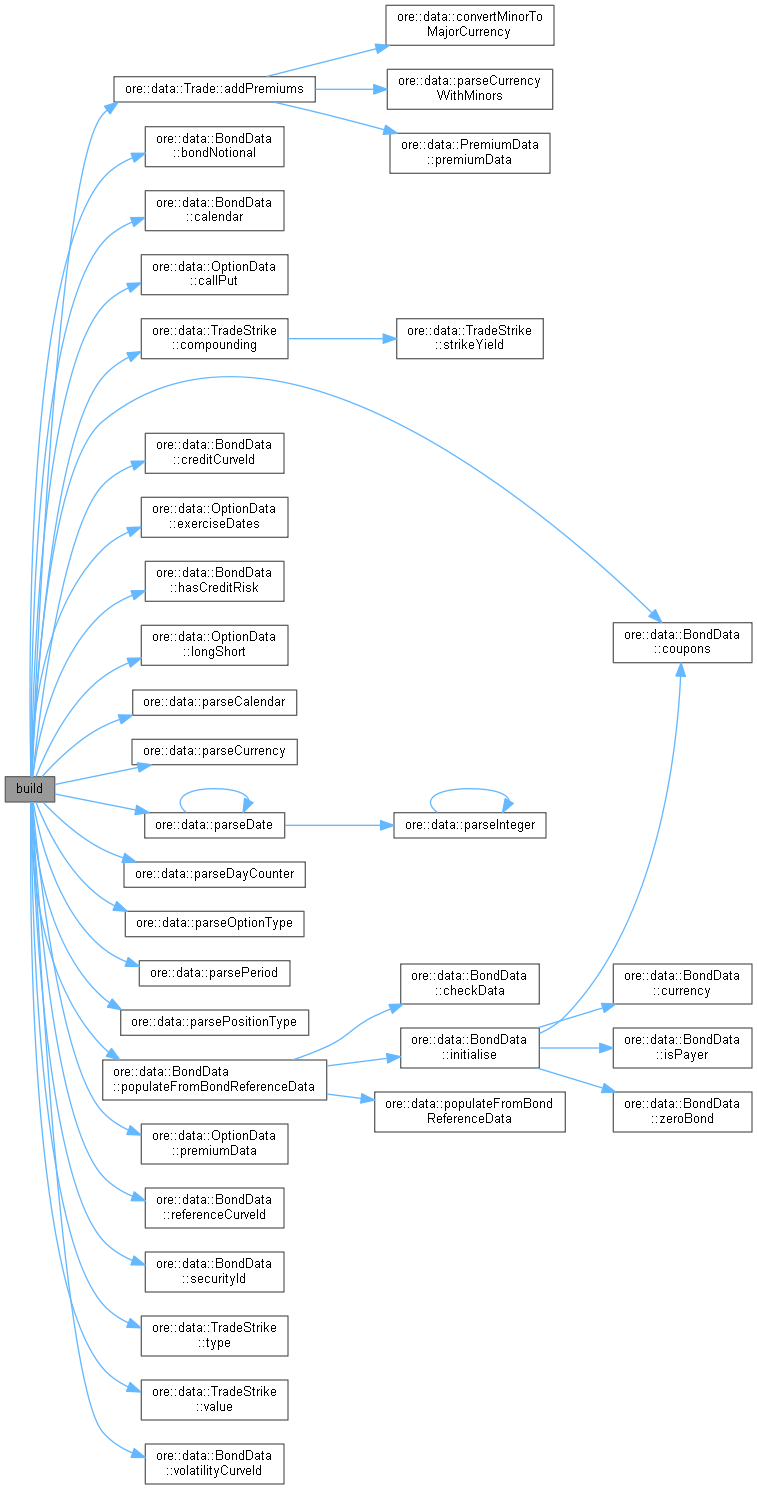 ore::data::convertMinorTo
MajorCurrency
ore::data::Trade::addPremiums
ore::data::parseCurrency
WithMinors
ore::data::PremiumData
::premiumData
ore::data::BondData
::bondNotional
ore::data::BondData
::calendar
ore::data::OptionData
::callPut
ore::data::TradeStrike
::compounding
ore::data::TradeStrike
::strikeYield
ore::data::BondData
::creditCurveId
ore::data::OptionData
::exerciseDates
ore::data::BondData
::hasCreditRisk
ore::data::OptionData
::longShort
ore::data::BondData
::coupons
ore::data::parseCalendar
ore::data::parseCurrency
build
ore::data::parseDate
ore::data::parseInteger
ore::data::parseDayCounter
ore::data::parseOptionType
ore::data::parsePeriod
ore::data::parsePositionType
ore::data::BondData
::checkData
ore::data::BondData
::currency
ore::data::BondData
::initialise
ore::data::BondData
::isPayer
ore::data::BondData
::populateFromBondReferenceData
ore::data::populateFromBond
ReferenceData
ore::data::BondData
::zeroBond
ore::data::OptionData
::premiumData
ore::data::BondData
::referenceCurveId
ore::data::BondData
::securityId
ore::data::TradeStrike
::type
ore::data::TradeStrike
::value
ore::data::BondData
::volatilityCurveId